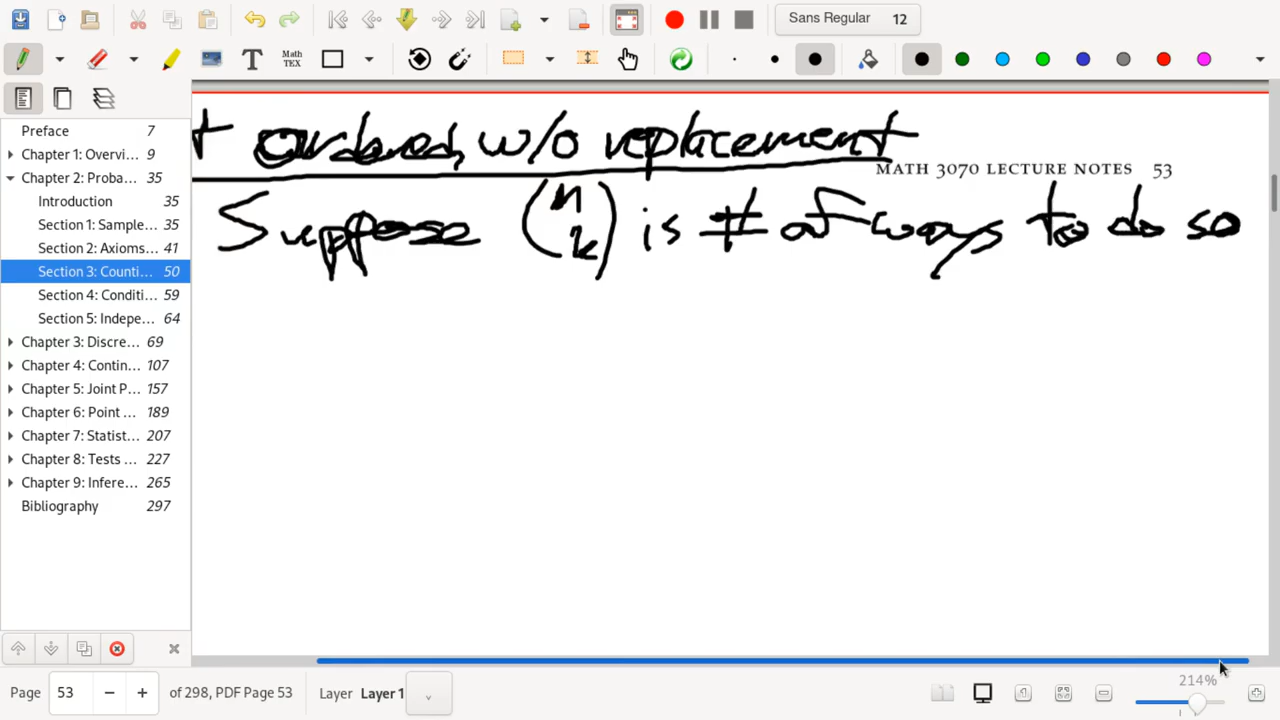 Sans Regular 12
Math TEX
Preface 7
Chapter 1: Overvi... 9
Chapter 2: Proba... 35
Introduction 35
Section 1: Sample... 35
Section 2: Axioms... 41
Section 3: Counti... 50
Section 4: Conditi... 59
Section 5: Indepe... 64
Chapter 3: Discre... 69
Chapter 4: Contin... 107
Chapter 5: Joint P... 157
Chapter 6: Point ... 189
Chapter 7: Statist... 207
Chapter 8: Tests ... 227
Chapter 9: Infere... 265
Bibliography 297
t ordered, w/o replacement
MATH 3070 LECTURE NOTES 53
Suppose (n k) is # of ways to do so
Page 53 of 298, PDF Page 53 Layer Layer 1 214%